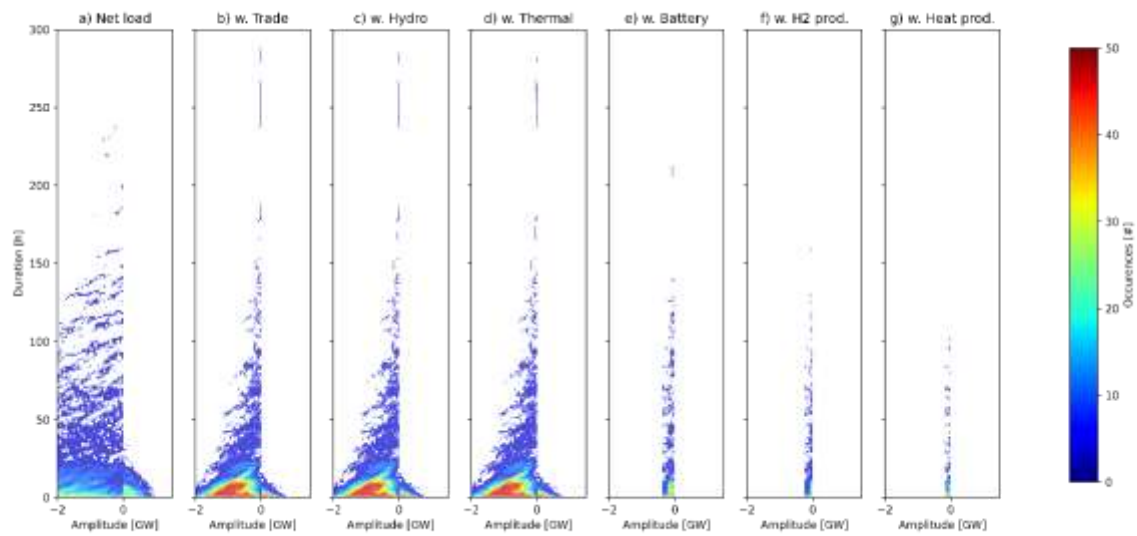 a) Net load
b) w. Trade
c) w. Hydro
d) w. Thermal
e) w. Battery
f) w. H2 prod.
g) w. Heat prod.
300
250
200
150
100
50
0
Duration [h]
−2 0
−2 0
−2 0
−2 0
−2 0
−2 0
−2 0
Amplitude [GW]
Amplitude [GW]
Amplitude [GW]
Amplitude [GW]
Amplitude [GW]
Amplitude [GW]
Amplitude [GW]
50
40
30
20
10
0
Occurences [#]